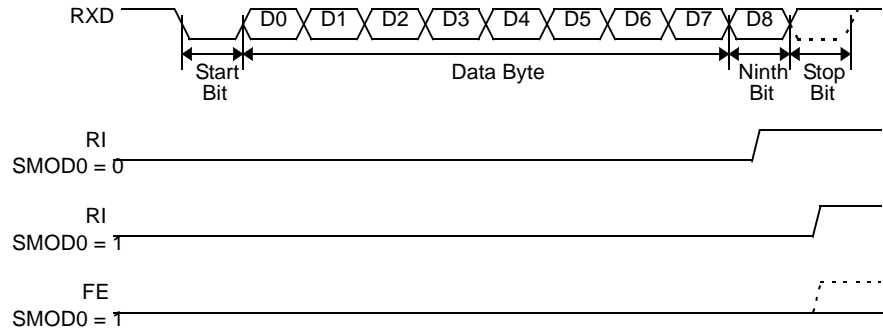 RXD D0 D1 D2 D3 D4 D5 D6 D7 D8
Start Bit Data Byte Ninth Bit Stop Bit
RI
SMOD0 = 0
RI
SMOD0 = 1
FE
SMOD0 = 1